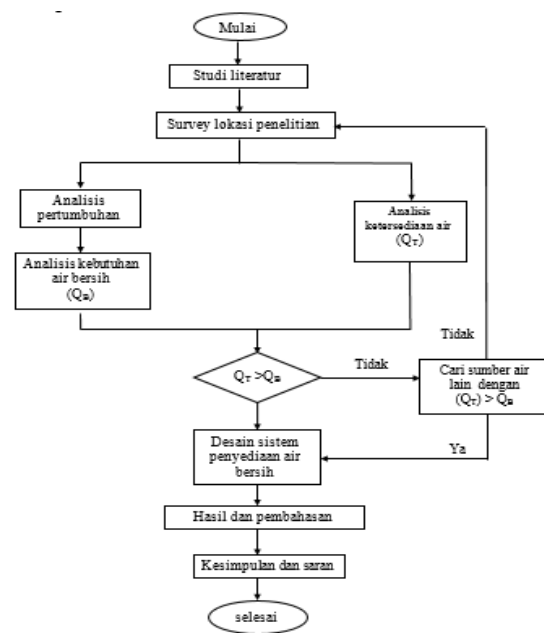 Mulai
Studi literatur
Survey lokasi penelitian
Analisis
pertumbuhan
Analisis
ketersediaan air
(QT)
Analisis kebutuhan
air bersih
(QB)
Tidak
QT >QB
Tidak
Cari sumber air
lain dengan
(QT) > QB
Desain sistem
penyediaan air
bersih
Ya
Hasil dan pembahasan
Kesimpulan dan saran
selesai